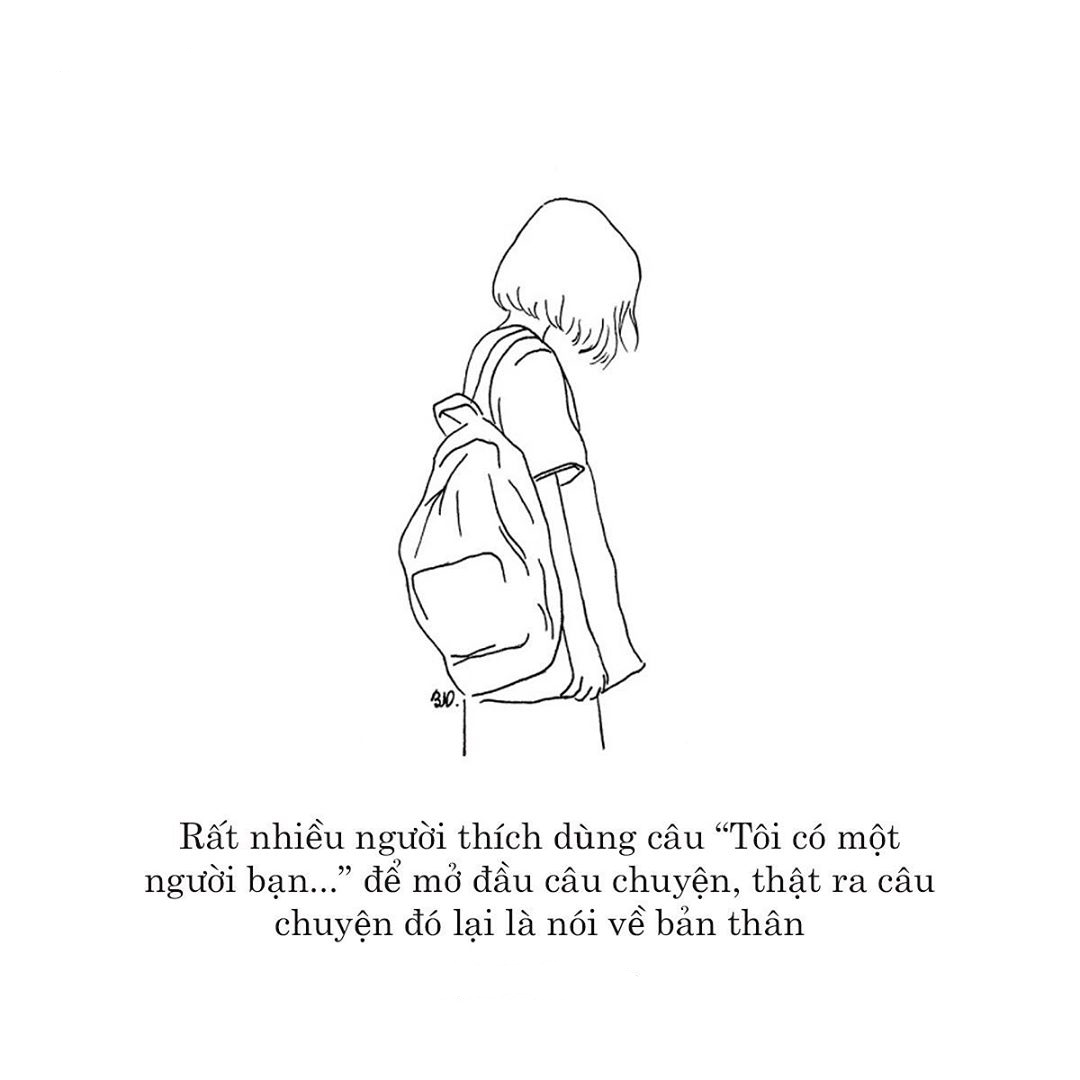 Rất nhiều người thích dùng câu “Tôi có một
người bạn...” để mở đầu câu chuyện, thật ra câu
chuyện đó lại là nói về bản thân